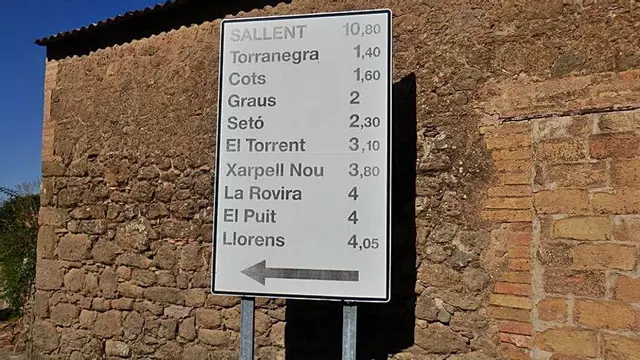 SALLENT 10,80
Torranegra 1,40
Cots 1,60
Graus 2
Setó 2,30
El Torrent 3,10
Xarpell Nou 3,80
La Rovira 4
El Puit 4
Llorens 4,05